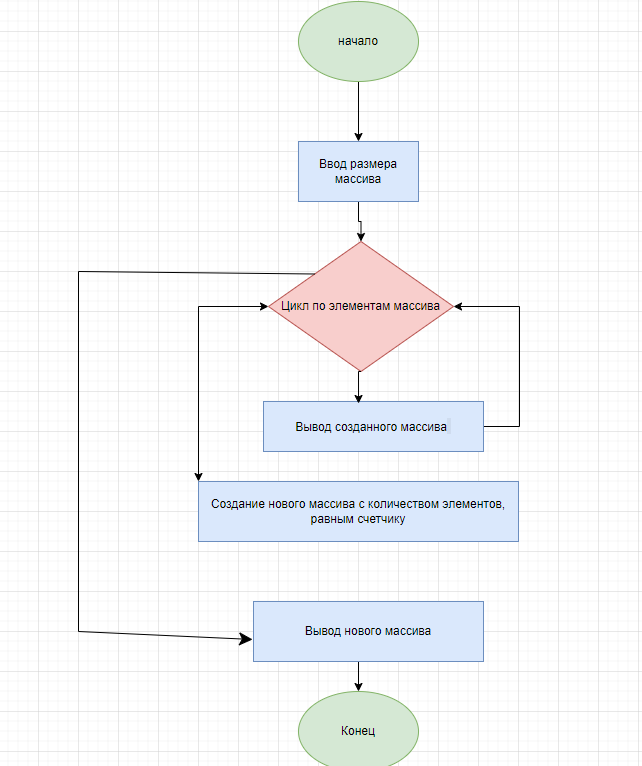 начало
Ввод размера
массива
Цикл по элементам массива
Вывод созданного массива
Создание нового массива с количеством элементов,
равным счетчику
Вывод нового массива
Конец